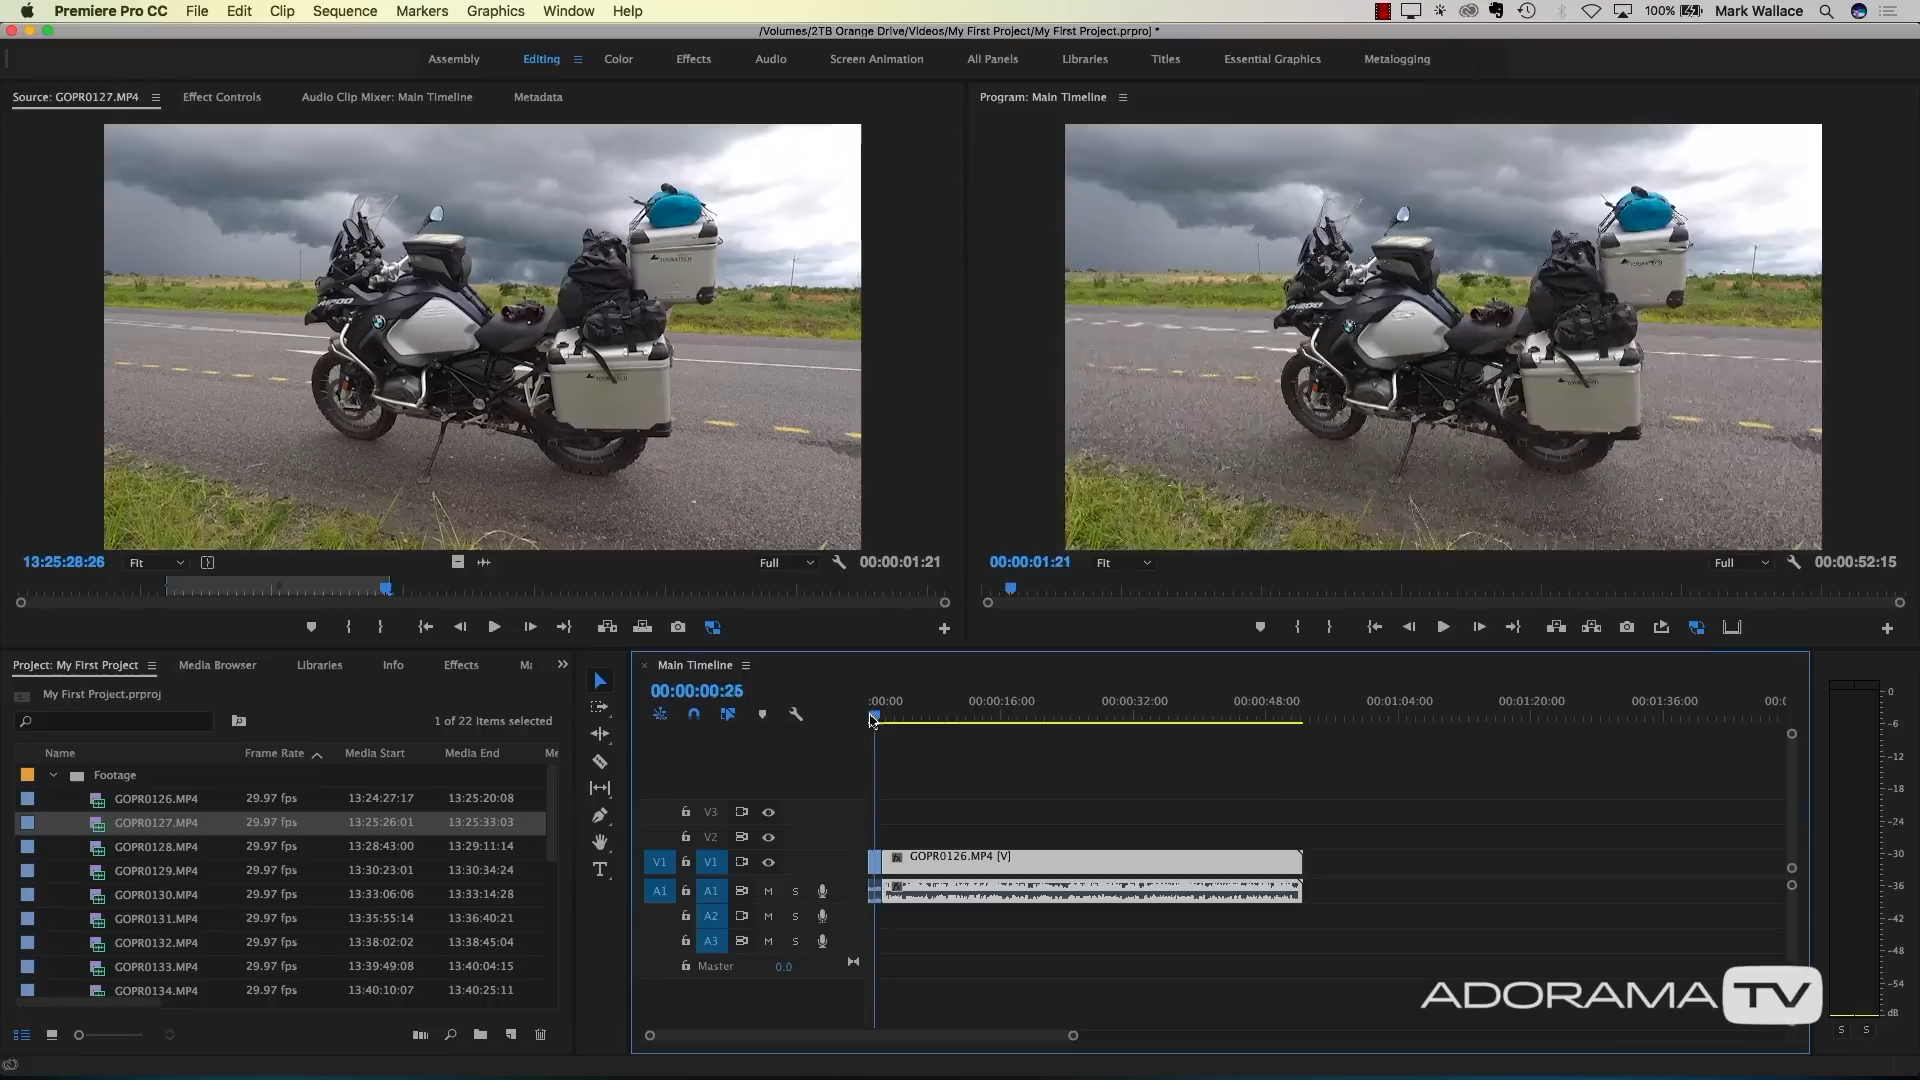 Premiere Pro CC File Edit Clip Sequence Markers Graphics Window Help 100% Mark Wallace
/Volumes/2TB Orange Drive/Videos/My First Project/My First Project.prproj *
Assembly Editing Color Effects Audio Screen Animation All Panels Libraries Titles Essential Graphics Metalogging
Source: GOPR0127.MP4 Effect Controls Audio Clip Mixer: Main Timeline Metadata
Program: Main Timeline
TOURATECH
R1200
TOURATECH
TOURATECH
R1200
TOURATECH
13:25:28:26 Fit Full 00:00:01:21
00:00:01:21 Fit Full 00:00:52:15
Project: My First Project Media Browser Libraries Info Effects Ma
My First Project.prproj
1 of 22 Items selected
Name Frame Rate Media Start Media End Me
Footage
GOPR0126.MP4 29.97 fps 13:24:27:17 13:25:20:08
GOPR0127.MP4 29.97 fps 13:25:26:01 13:25:33:03
GOPR0128.MP4 29.97 fps 13:28:43:00 13:29:11:14
GOPR0129.MP4 29.97 fps 13:30:23:01 13:30:34:24
GOPR0130.MP4 29.97 fps 13:33:06:06 13:33:14:28
GOPR0131.MP4 29.97 fps 13:35:55:14 13:36:40:21
GOPR0132.MP4 29.97 fps 13:38:02:02 13:38:45:04
GOPR0133.MP4 29.97 fps 13:39:49:08 13:40:04:15
GOPR0134.MP4 29.97 fps 13:40:10:07 13:40:25:11
Main Timeline
00:00:00:26
:00:00 00:00:16:00 00:00:32:00 00:00:48:00 00:01:04:00 00:01:20:00 00:01:36:00 00:0
V3
V2
V1 V1 GOPR0126.MP4 [V]
A1 A1 M S
A2 M S
A3 M S
Master 0.0
0
-6
-12
-18
-24
-30
-36
-42
-48
-54
dB
S S
ADORAMA TV